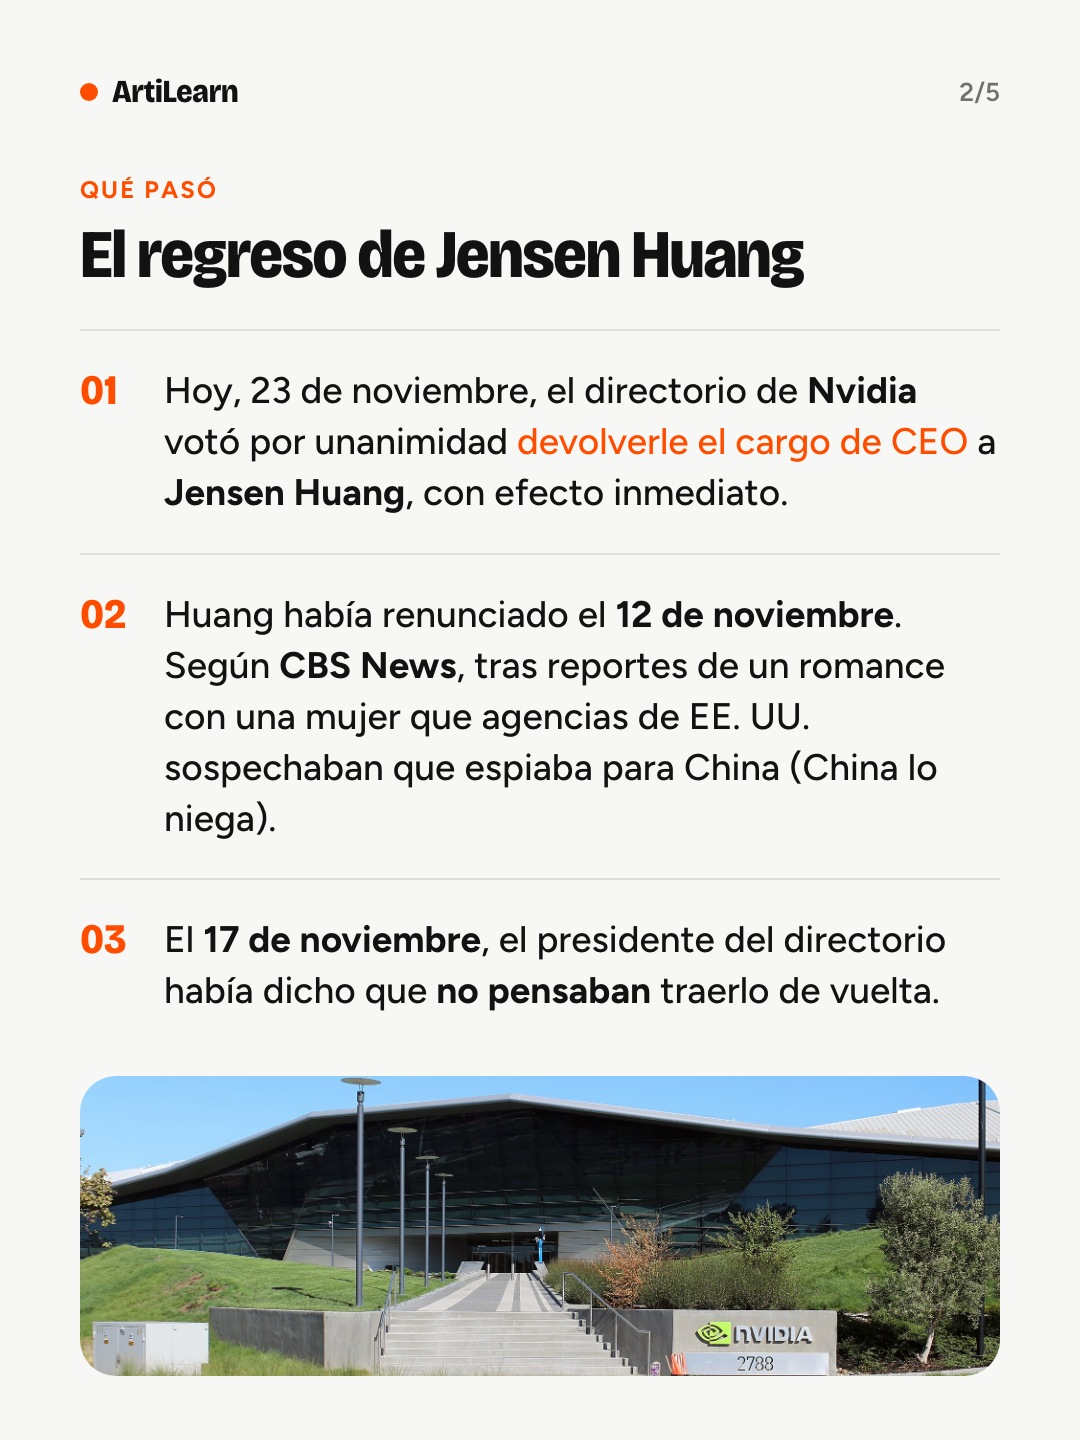 ArtiLearn
2/5
QUÉ PASÓ
El regreso de Jensen Huang
01
Hoy, 23 de noviembre, el directorio de Nvidia
votó por unanimidad devolverle el cargo de CEO a
Jensen Huang, con efecto inmediato.
02
Huang había renunciado el 12 de noviembre.
Según CBS News, tras reportes de un romance
con una mujer que agencias de EE. UU.
sospechaban que espiaba para China (China lo
niega).
03
El 17 de noviembre, el presidente del directorio
había dicho que no pensaban traerlo de vuelta.
NVIDIA
2788